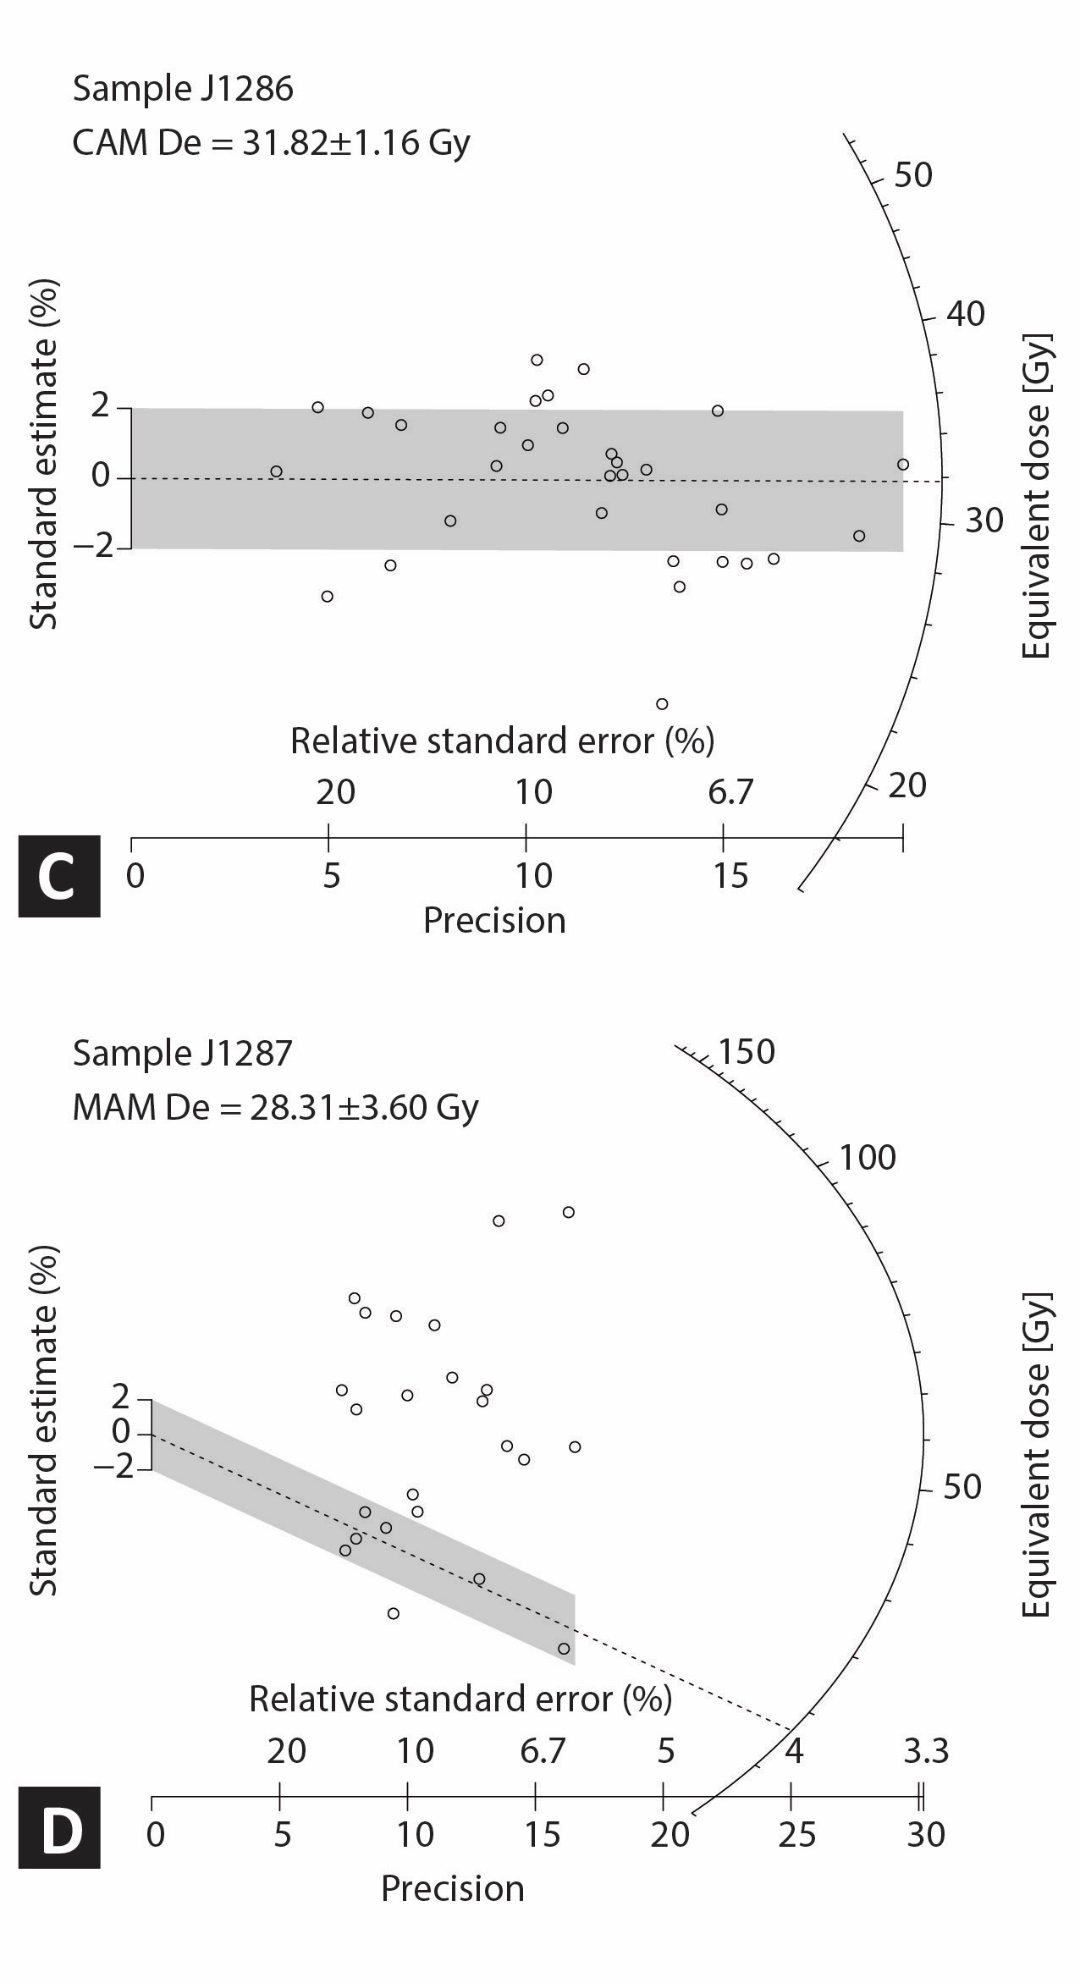 Sample J1286
CAM De = 31.82±1.16 Gy
50
40
30
20
Equivalent dose [Gy]
Standard estimate (%)
2
0
−2
Relative standard error (%)
20 10 6.7
0 5 10 15
Precision
C
Sample J1287
MAM De = 28.31±3.60 Gy
150
100
50
Equivalent dose [Gy]
Standard estimate (%)
2
0
−2
Relative standard error (%)
20 10 6.7 5 4 3.3
0 5 10 15 20 25 30
Precision
D